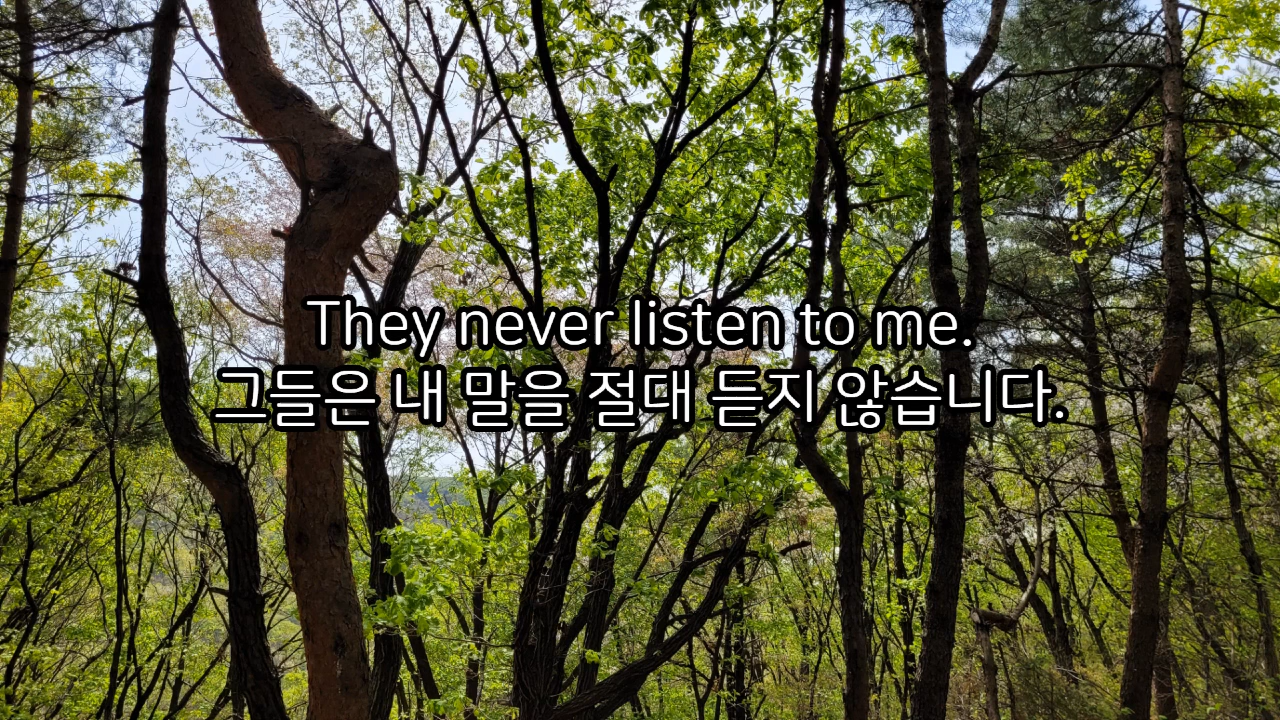 They never listen to me.
그들은 내 말을 절대 듣지 않습니다.